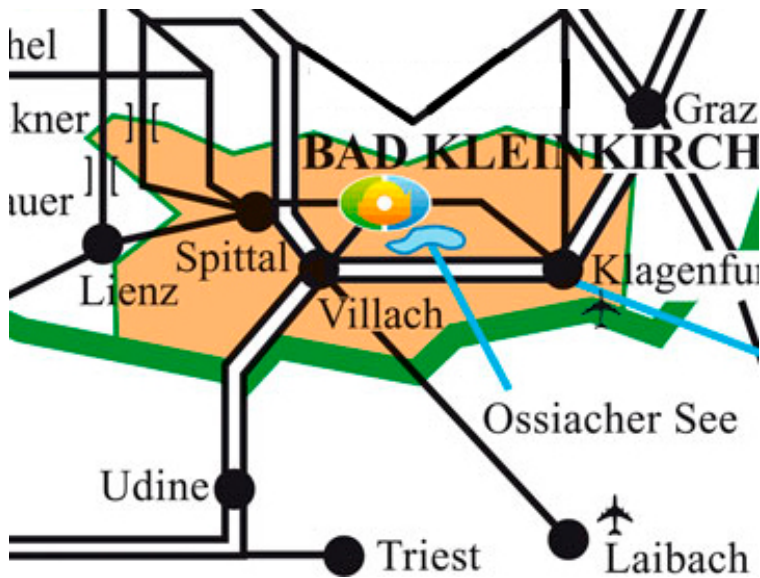 hel
kner
Graz
BAD KLEINKIRCH
auer
Spittal
Klagenfur
Lienz
Villach
Ossiacher See
Udine
Triest
Laibach